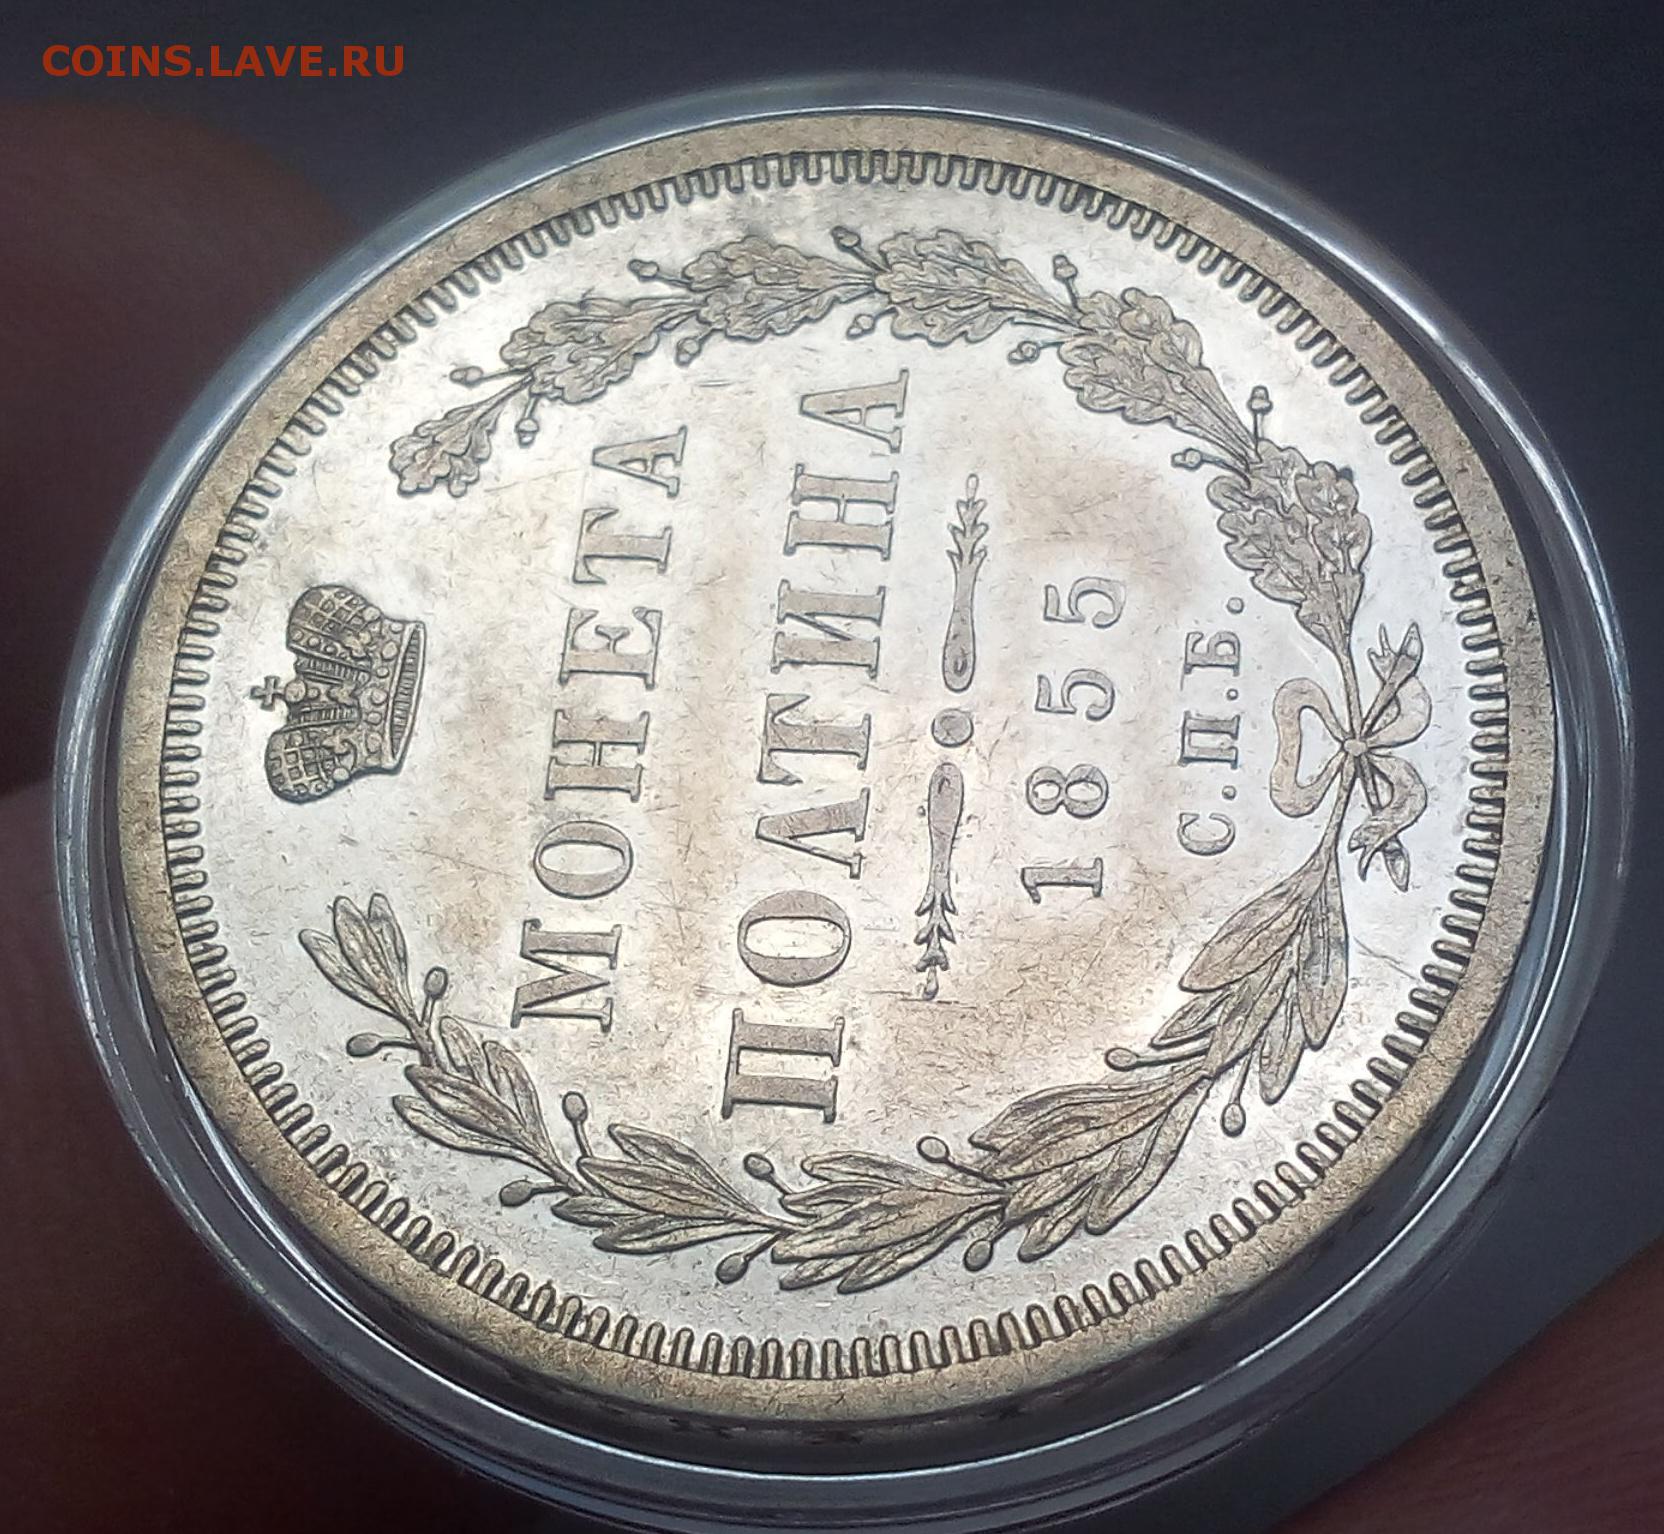 COINS.LAVE.RU
МОНЕТА
ПОЛТИНА
1855
С.П.Б.